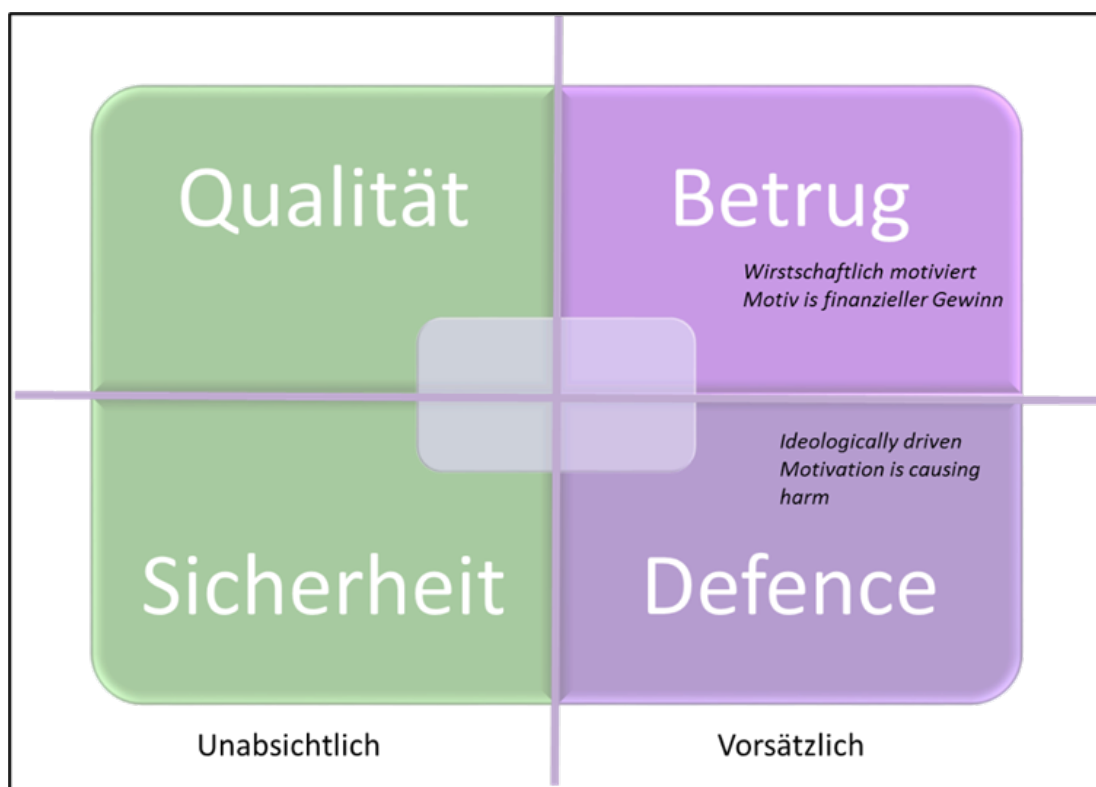 Qualität
Betrug
Wirstschaftlich motiviert
Motiv is finanzieller Gewinn
Ideologically driven
Motivation is causing
harm
Sicherheit
Defence
Unabsichtlich
Vorsätzlich